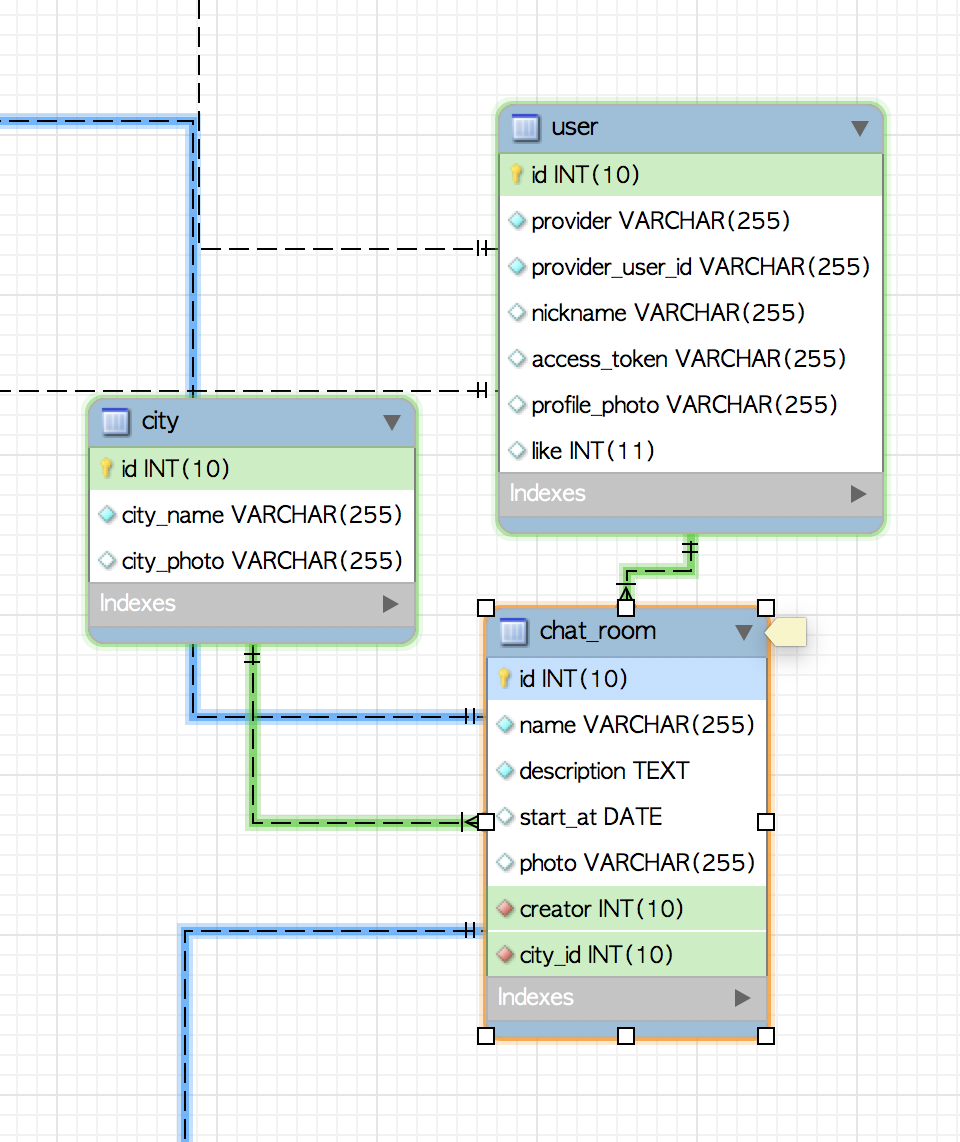 user
id INT(10)
provider VARCHAR(255)
provider_user_id VARCHAR(255)
nickname VARCHAR(255)
access_token VARCHAR(255)
profile_photo VARCHAR(255)
like INT(11)
Indexes
city
id INT(10)
city_name VARCHAR(255)
city_photo VARCHAR(255)
Indexes
chat_room
id INT(10)
name VARCHAR(255)
description TEXT
start_at DATE
photo VARCHAR(255)
creator INT(10)
city_id INT(10)
Indexes